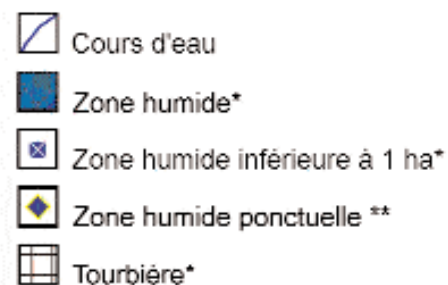 Cours d'eau
Zone humide*
Zone humide inférieure à 1 ha*
Zone humide ponctuelle **
Tourbière*